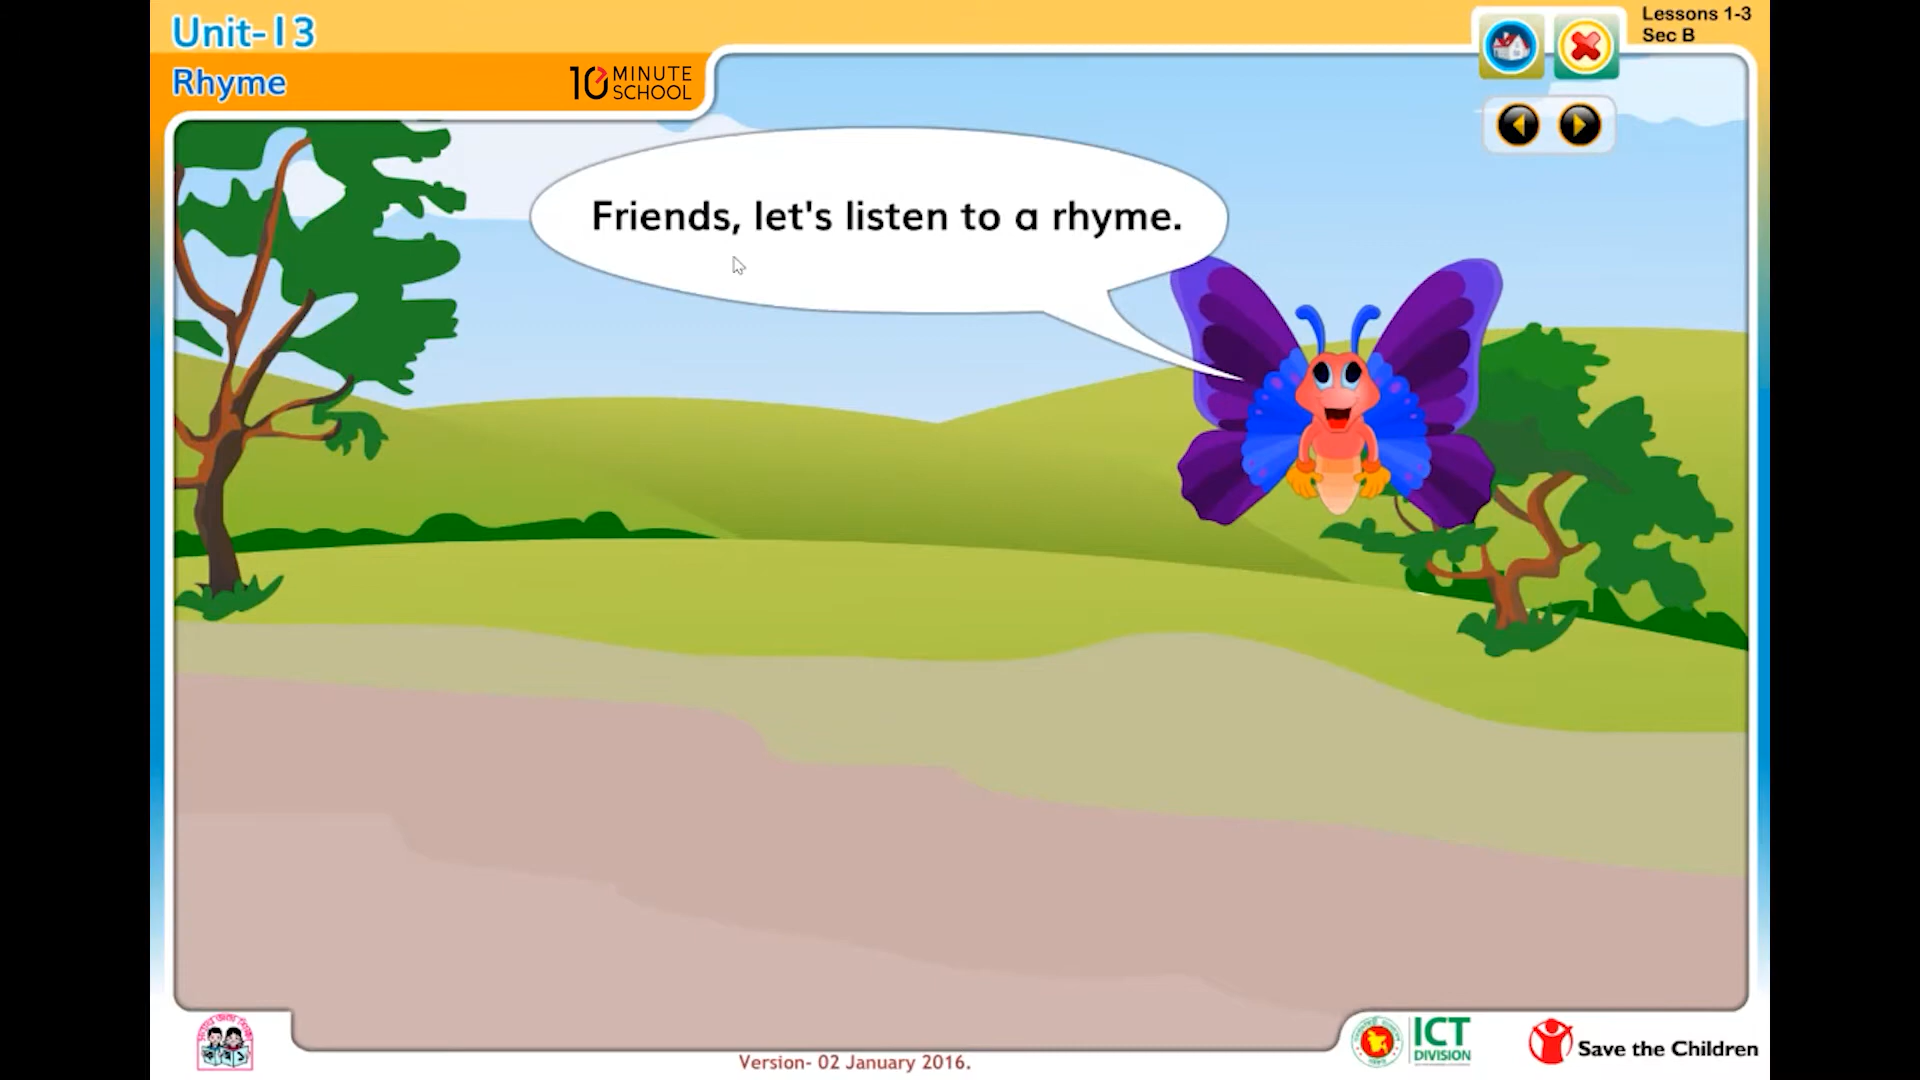 Unit-13
Rhyme
10 MINUTE
SCHOOL
Lessons 1-3
Sec B
Friends, let's listen to a rhyme.
Version- 02 January 2016.
ICT
DIVISION
Save the Children